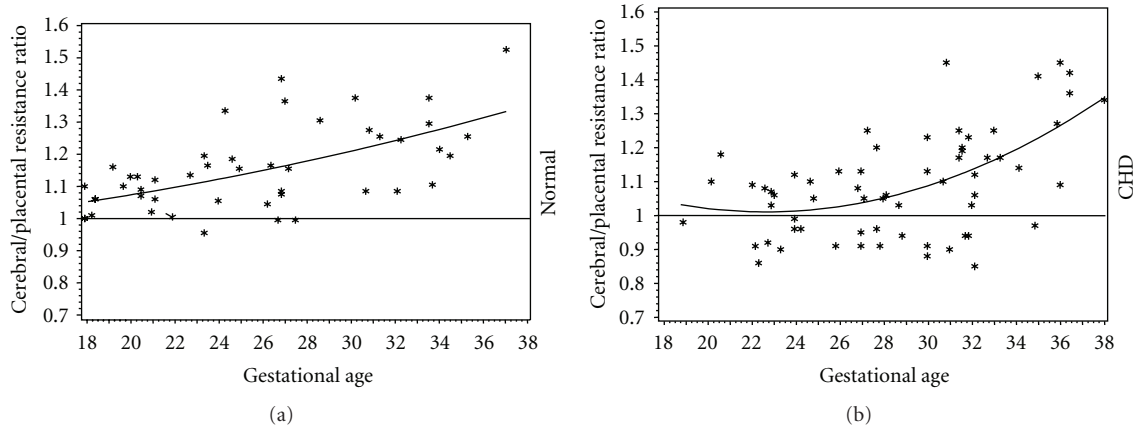 Cerebral/placental resistance ratio
1.6
1.5
1.4
1.3
1.2
1.1
1
0.9
0.8
0.7
18 20 22 24 26 28 30 32 34 36 38
Gestational age
Normal
(a)
Cerebral/placental resistance ratio
1.6
1.5
1.4
1.3
1.2
1.1
1
0.9
0.8
0.7
18 20 22 24 26 28 30 32 34 36 38
Gestational age
CHD
(b)